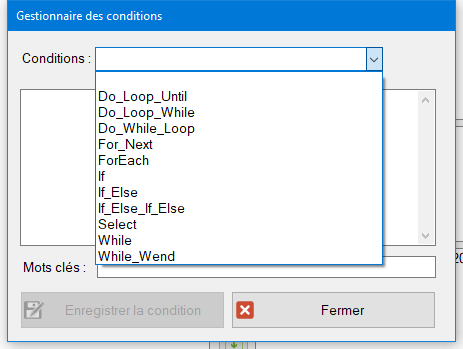 Gestionnaire des conditions
Conditions :
Do_Loop_Until
Do_Loop_While
Do_While_Loop
For_Next
ForEach
If
If_Else
If_Else_If_Else
Select
While
While_Wend
Mots clés :
Enregistrer la condition
Fermer
20